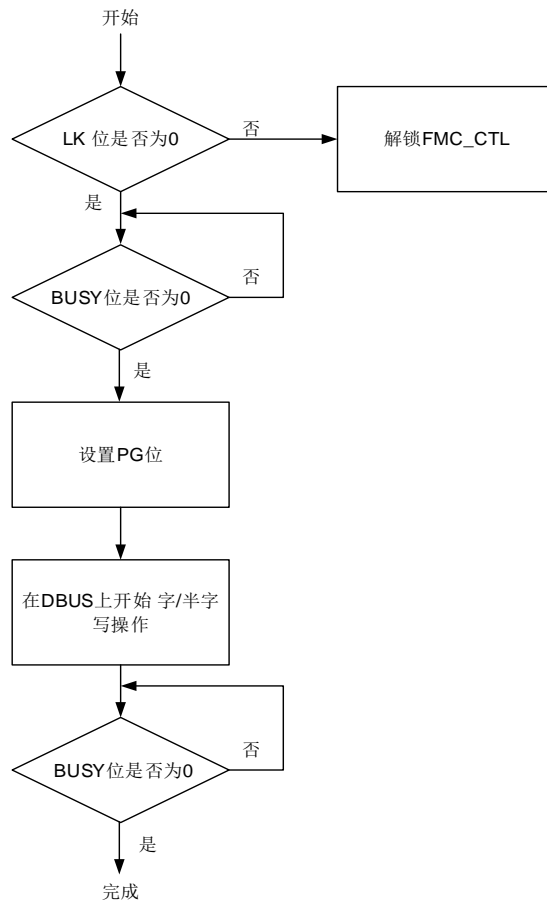 开始
LK 位是否为0
否
解锁FMC_CTL
是
BUSY位是否为0
否
是
设置PG位
在DBUS上开始 字/半字
写操作
BUSY位是否为0
否
是
完成